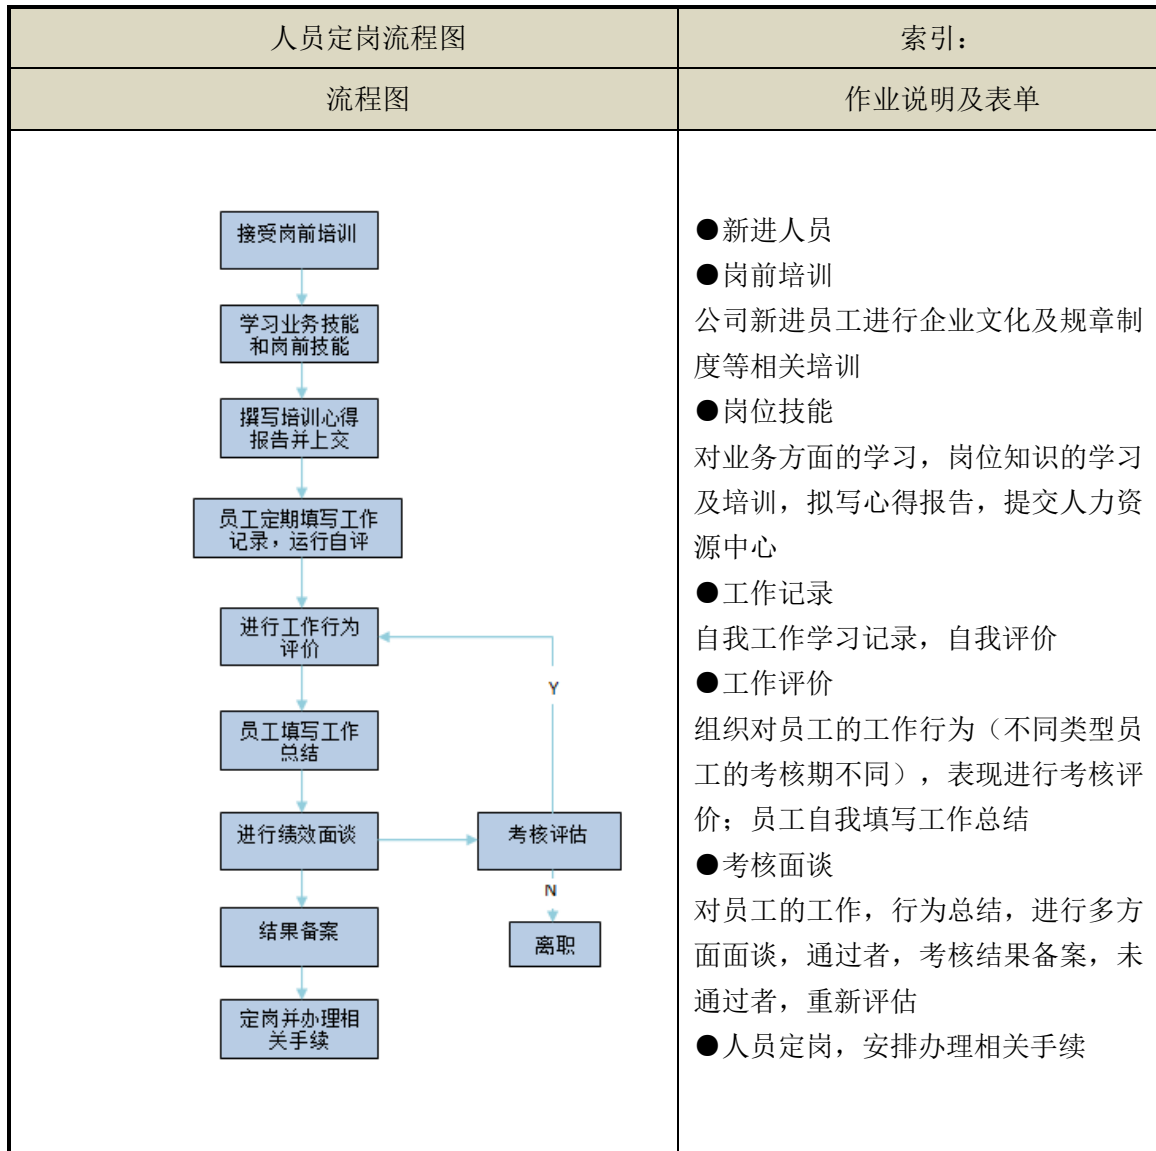 人员定岗流程图
索引：
流程图
作业说明及表单
接受岗前培训
学习业务技能
和岗前技能
撰写培训心得
报告并上交
员工定期填写工作
记录，运行自评
进行工作行为
评价
Y
员工填写工作
总结
进行绩效面谈
考核评估
N
结果备案
离职
定岗并办理相
关手续
●新进人员
●岗前培训
公司新进员工进行企业文化及规章制
度等相关培训
●岗位技能
对业务方面的学习，岗位知识的学习
及培训，拟写心得报告，提交人力资
源中心
●工作记录
自我工作学习记录，自我评价
●工作评价
组织对员工的工作行为（不同类型员
工的考核期不同），表现进行考核评
价；员工自我填写工作总结
●考核面谈
对员工的工作，行为总结，进行多方
面面谈，通过者，考核结果备案，未
通过者，重新评估
●人员定岗，安排办理相关手续